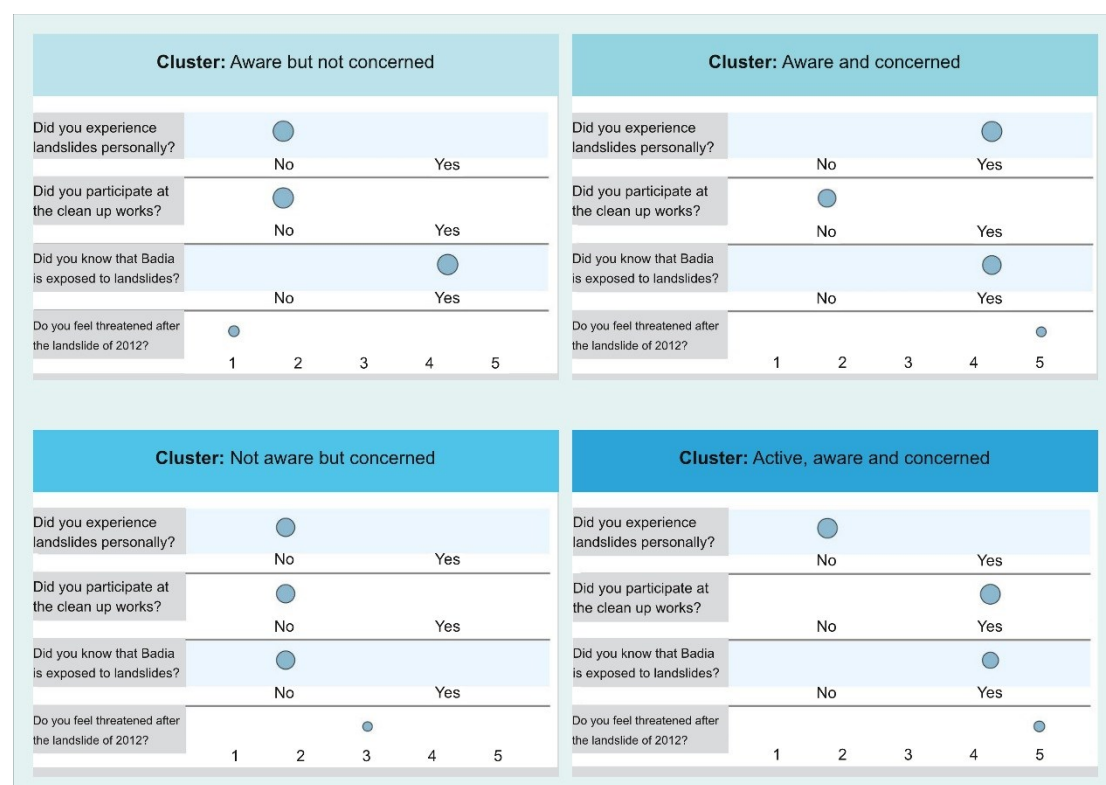 Cluster: Aware but not concerned
Did you experience
landslides personally?
No Yes
Did you participate at
the clean up works?
No Yes
Did you know that Badia
is exposed to landslides?
No Yes
Do you feel threatened after
the landslide of 2012?
1 2 3 4 5
Cluster: Aware and concerned
Did you experience
landslides personally?
No Yes
Did you participate at
the clean up works?
No Yes
Did you know that Badia
is exposed to landslides?
No Yes
Do you feel threatened after
the landslide of 2012?
1 2 3 4 5
Cluster: Not aware but concerned
Did you experience
landslides personally?
No Yes
Did you participate at
the clean up works?
No Yes
Did you know that Badia
is exposed to landslides?
No Yes
Do you feel threatened after
the landslide of 2012?
1 2 3 4 5
Cluster: Active, aware and concerned
Did you experience
landslides personally?
No Yes
Did you participate at
the clean up works?
No Yes
Did you know that Badia
is exposed to landslides?
No Yes
Do you feel threatened after
the landslide of 2012?
1 2 3 4 5